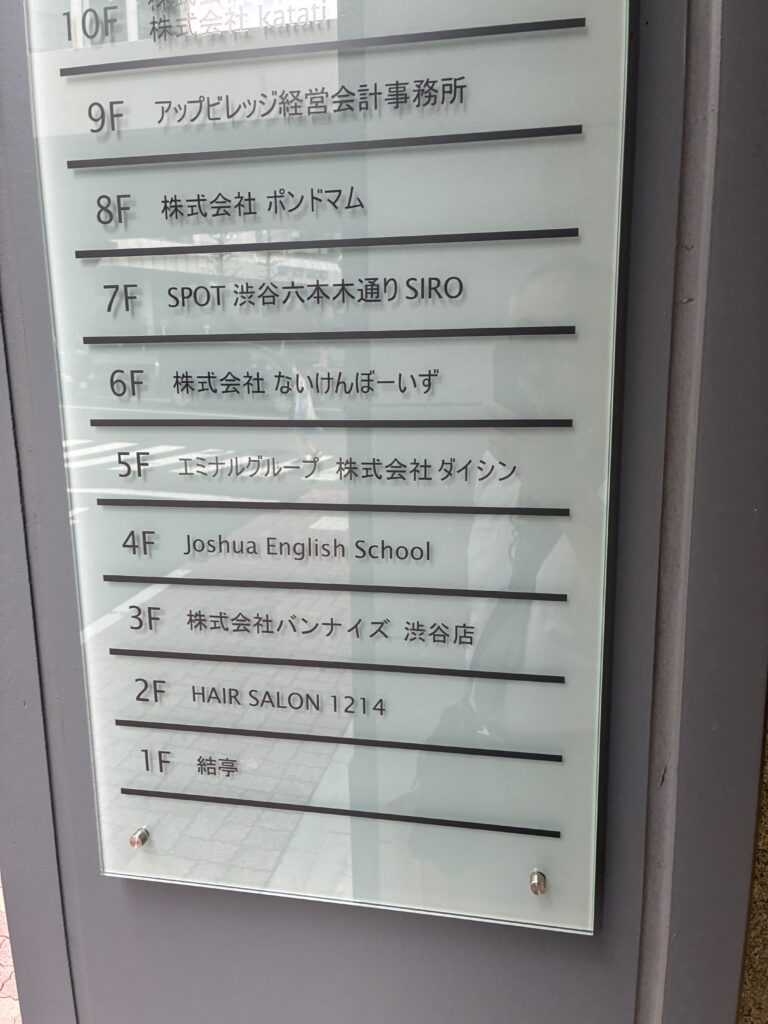 株式会社
10F 株式会社 katati
9F アップビレッジ経営会計事務所
8F 株式会社 ポンドマム
7F SPOT 渋谷六本木通り SIRO
6F 株式会社 ないけんぼーいず
5F エミナルグループ 株式会社 ダイシン
4F Joshua English School
3F 株式会社バンナイズ 渋谷店
2F HAIR SALON 1214
1F 結亭